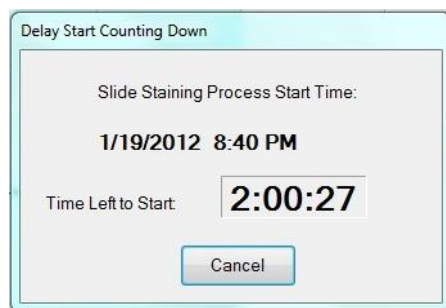 Delay Start Counting Down
Slide Staining Process Start Time:
1/19/2012 8:40 PM
Time Left to Start: 2:00:27
Cancel